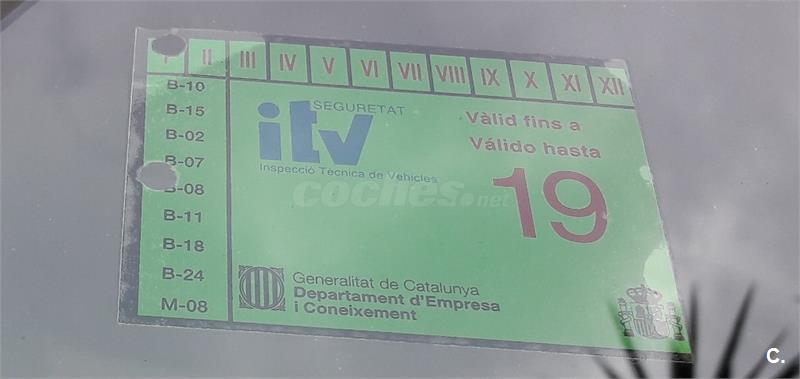 I II III IV V VI VII VIII IX X XI XII
B-10
B-15
B-02
B-07
B-08
B-11
B-18
B-24
M-08
SEGURETAT
itv
Inspecció Tècnica de Vehicles
Vàlid fins a
Válido hasta
19
coches.net
Generalitat de Catalunya
Departament d'Empresa
i Coneixement
C.